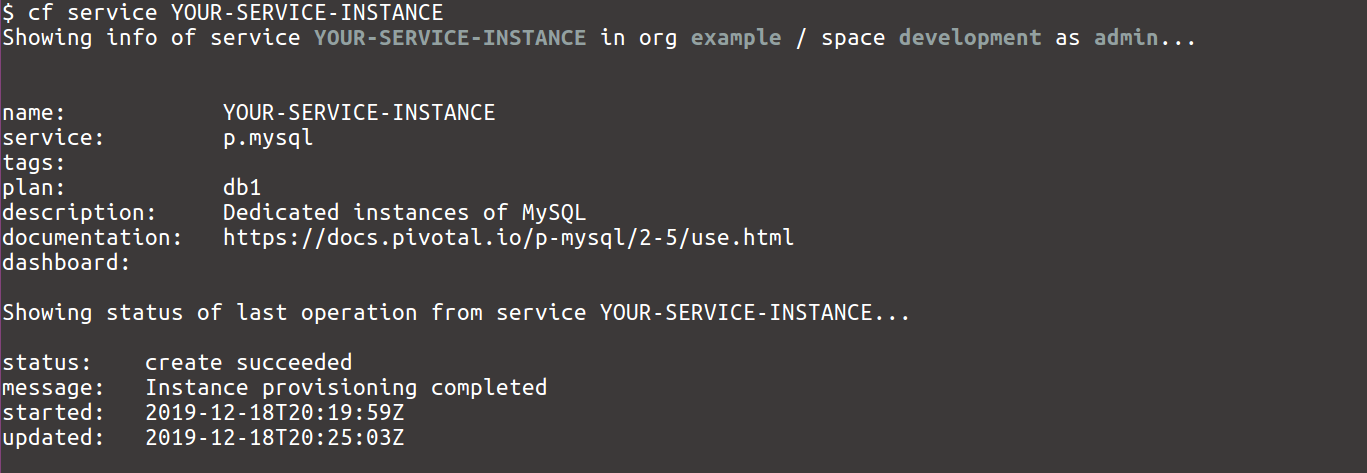 $ cf service YOUR-SERVICE-INSTANCE
Showing info of service YOUR-SERVICE-INSTANCE in org example / space development as admin...
name: YOUR-SERVICE-INSTANCE
service: p.mysql
tags:
plan: db1
description: Dedicated instances of MySQL
documentation: https://docs.pivotal.io/p-mysql/2-5/use.html
dashboard:
Showing status of last operation from service YOUR-SERVICE-INSTANCE...
status: create succeeded
message: Instance provisioning completed
started: 2019-12-18T20:19:59Z
updated: 2019-12-18T20:25:03Z